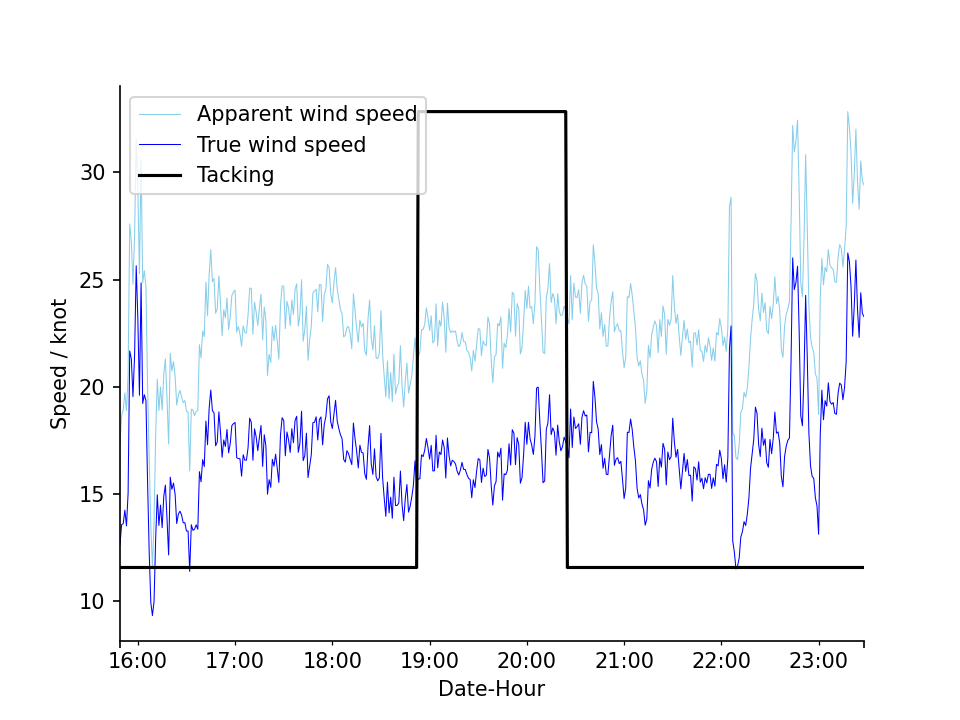 Apparent wind speed
True wind speed
Tacking
30
25
20
15
10
Speed / knot
16:00 17:00 18:00 19:00 20:00 21:00 22:00 23:00
Date-Hour